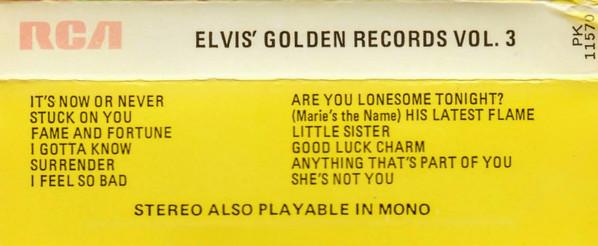 RCA
ELVIS' GOLDEN RECORDS VOL. 3
PK
11570
IT'S NOW OR NEVER
STUCK ON YOU
FAME AND FORTUNE
I GOTTA KNOW
SURRENDER
I FEEL SO BAD
ARE YOU LONESOME TONIGHT?
(Marie's the Name) HIS LATEST FLAME
LITTLE SISTER
GOOD LUCK CHARM
ANYTHING THAT'S PART OF YOU
SHE'S NOT YOU
STEREO ALSO PLAYABLE IN MONO